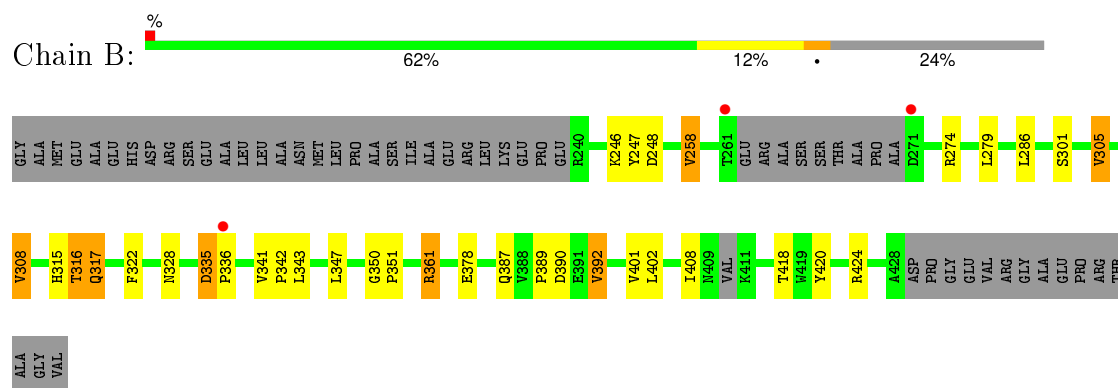 %
Chain B:
62% 12% • 24%
GLY ALA MET GLU ALA GLU HIS ASP ARG SER GLU ALA LEU LEU ALA ASN MET LEU PRO ALA SER ILE ALA GLU ARG LEU LYS GLU PRO GLU R240 K246 Y247 D248 V258 T261 GLU ARG ALA SER SER THR ALA PRO ALA D271 R274 L279 L286 S301 V305
V308 H315 T316 Q317 F322 N328 D335 P336 V341 P342 L343 L347 G350 P351 R361 E378 Q387 V388 P389 D390 E391 V392 V401 L402 I408 N409 VAL K411 T418 W419 Y420 R424 A428 ASP PRO GLY GLU VAL ARG GLY ALA GLU PRO ARG THR
ALA GLY VAL